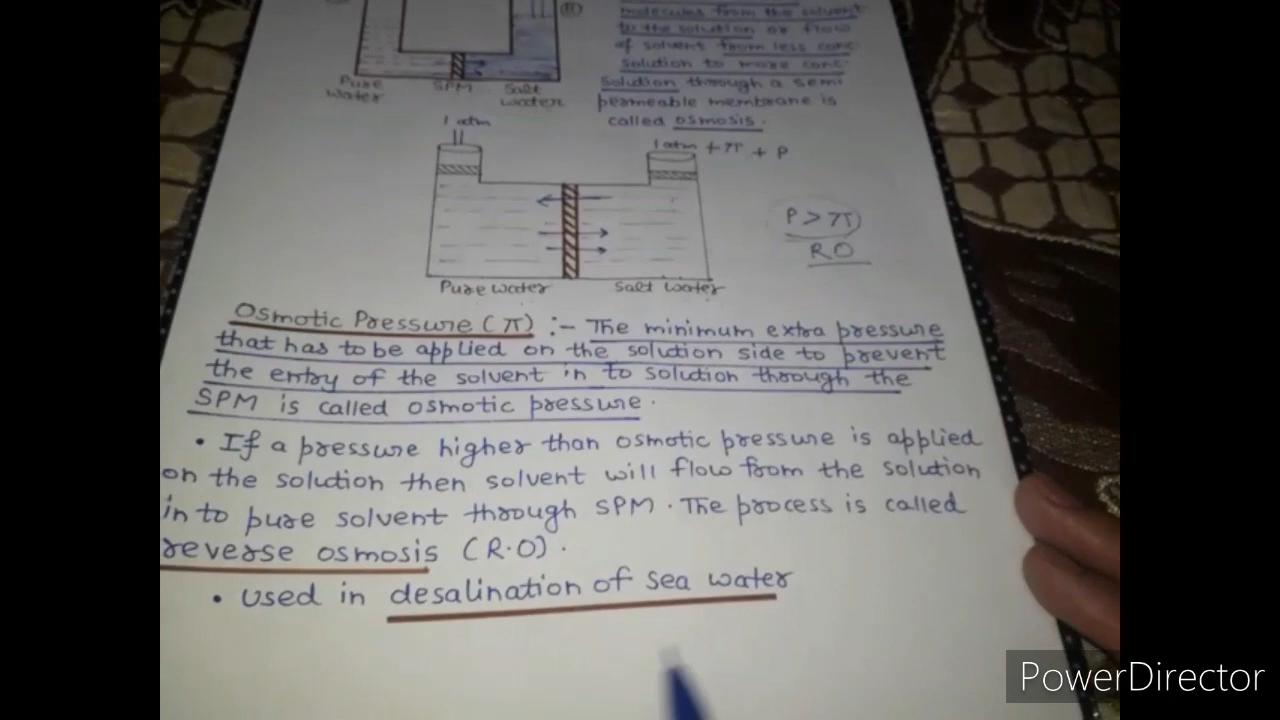 molecules from the solvent
to the solution or flow
of solvent from less conc
solution to more conc.
solution through a semi
permeable membrane is
called osmosis.
Pure water
SPM
Salt water
1 atm
1 atm + π + P
P > π
RO
Pure water
Salt water
Osmotic Pressure (π) :- The minimum extra pressure
that has to be applied on the solution side to prevent
the entry of the solvent in to solution through the
SPM is called osmotic pressure.
• If a pressure higher than osmotic pressure is applied
on the solution then solvent will flow from the solution
in to pure solvent through SPM. The process is called
reverse osmosis (R.O).
• used in desalination of sea water
PowerDirector